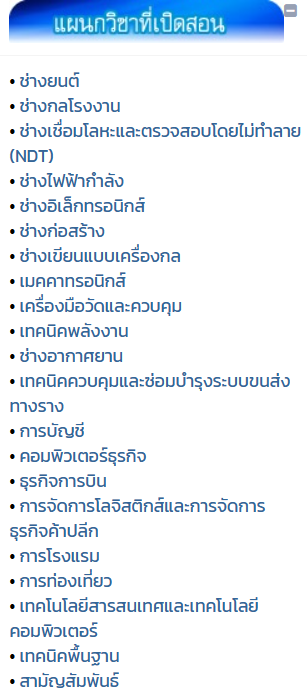 แผนกวิชาที่เปิดสอน
• ช่างยนต์
• ช่างกลโรงงาน
• ช่างเชื่อมโลหะและตรวจสอบโดยไม่ทำลาย
(NDT)
• ช่างไฟฟ้ากำลัง
• ช่างอิเล็กทรอนิกส์
• ช่างก่อสร้าง
• ช่างเขียนแบบเครื่องกล
• เมคคาทรอนิกส์
• เครื่องมือวัดและควบคุม
• เทคนิคพลังงาน
• ช่างอากาศยาน
• เทคนิคควบคุมและซ่อมบำรุงระบบขนส่ง
ทางราง
• การบัญชี
• คอมพิวเตอร์ธุรกิจ
• ธุรกิจการบิน
• การจัดการโลจิสติกส์และการจัดการ
ธุรกิจค้าปลีก
• การโรงแรม
• การท่องเที่ยว
• เทคโนโลยีสารสนเทศและเทคโนโลยี
คอมพิวเตอร์
• เทคนิคพื้นฐาน
• สามัญสัมพันธ์